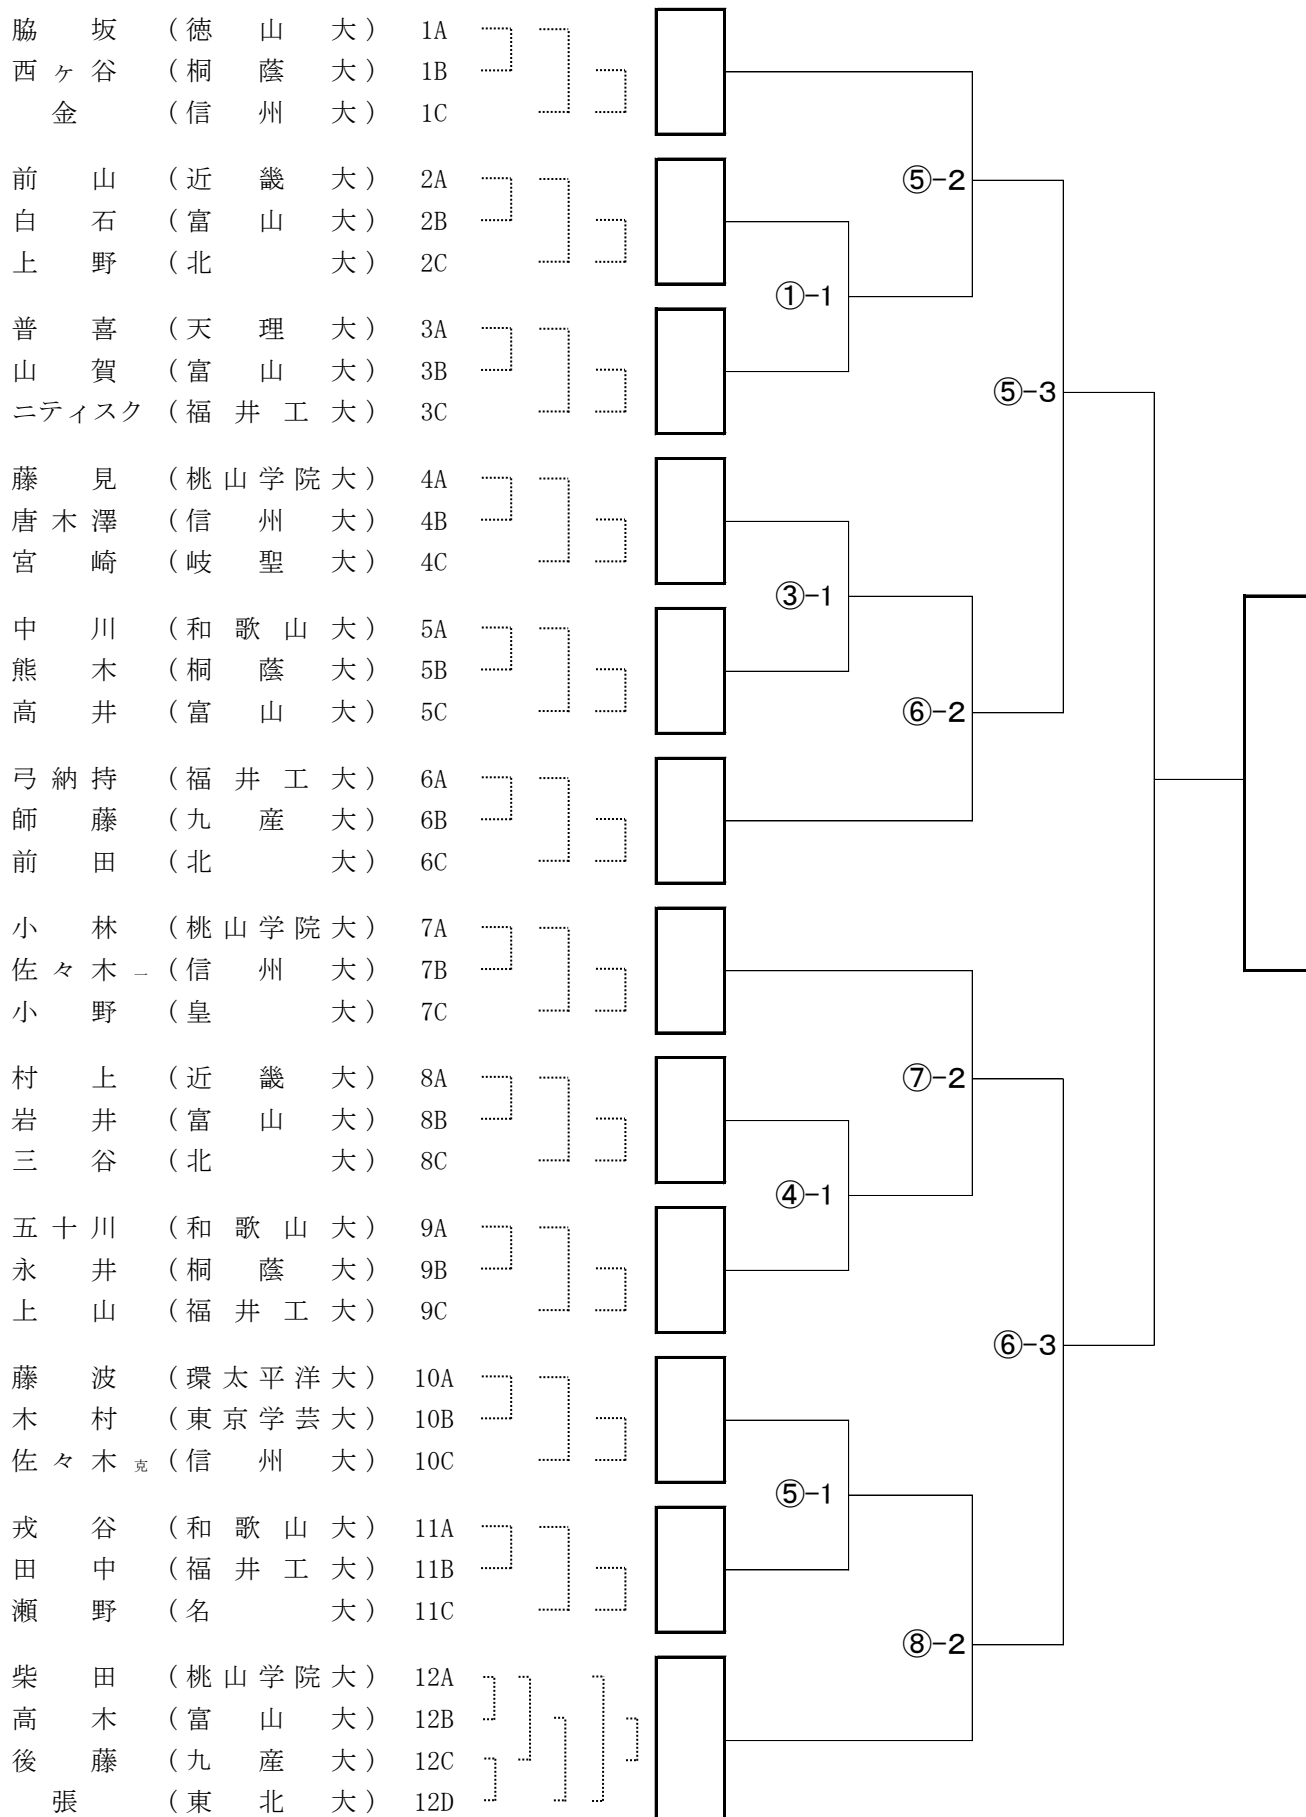 脇坂(徳山大) 1A
西ヶ谷(桐蔭大) 1B
金(信州大) 1C
前山(近畿大) 2A
⑤-2
白石(富山大) 2B
上野(北大) 2C
①-1
普喜(天理大) 3A
山賀(富山大) 3B
⑤-3
ニティスク(福井工大) 3C
藤見(桃山学院大) 4A
唐木澤(信州大) 4B
宮崎(岐聖大) 4C
③-1
中川(和歌山大) 5A
熊木(桐蔭大) 5B
高井(富山大) 5C
⑥-2
弓納持(福井工大) 6A
師藤(九産大) 6B
前田(北大) 6C
小林(桃山学院大) 7A
佐々木一(信州大) 7B
小野(皇大) 7C
村上(近畿大) 8A
⑦-2
岩井(富山大) 8B
三谷(北大) 8C
④-1
五十川(和歌山大) 9A
永井(桐蔭大) 9B
上山(福井工大) 9C
⑥-3
藤波(環太平洋大) 10A
木村(東京学芸大) 10B
佐々木克(信州大) 10C
⑤-1
戎谷(和歌山大) 11A
田中(福井工大) 11B
瀬野(名大) 11C
⑧-2
柴田(桃山学院大) 12A
高木(富山大) 12B
後藤(九産大) 12C
張(東北大) 12D